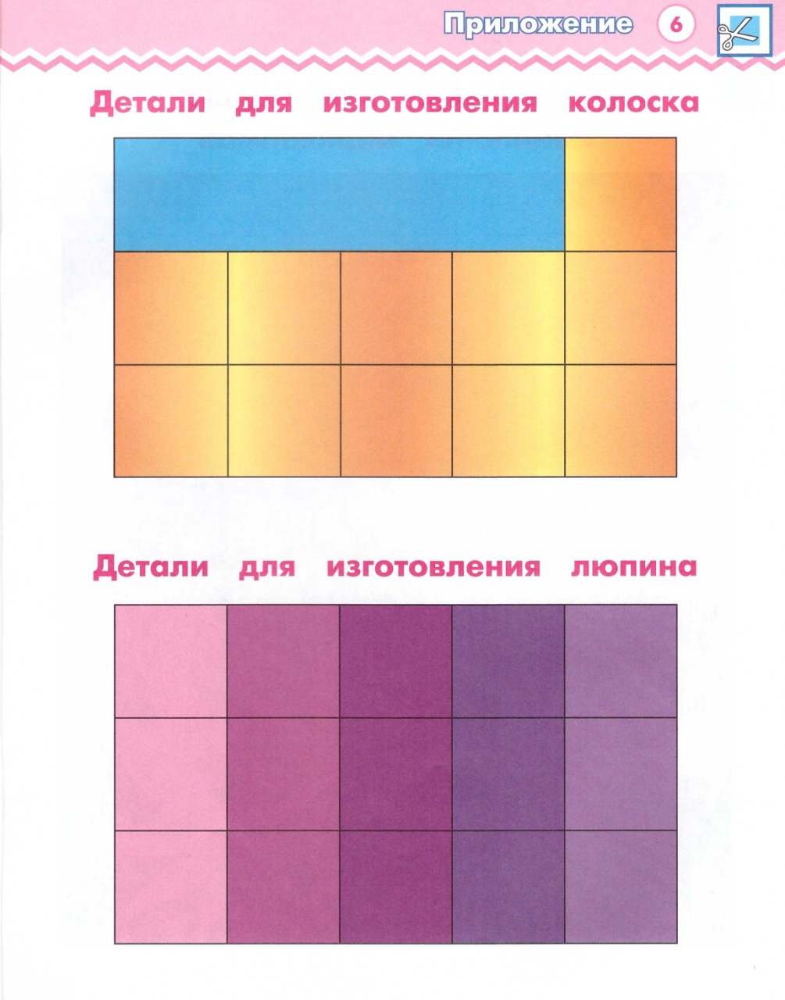 Приложение 6
Детали для изготовления колоска
Детали для изготовления люпина